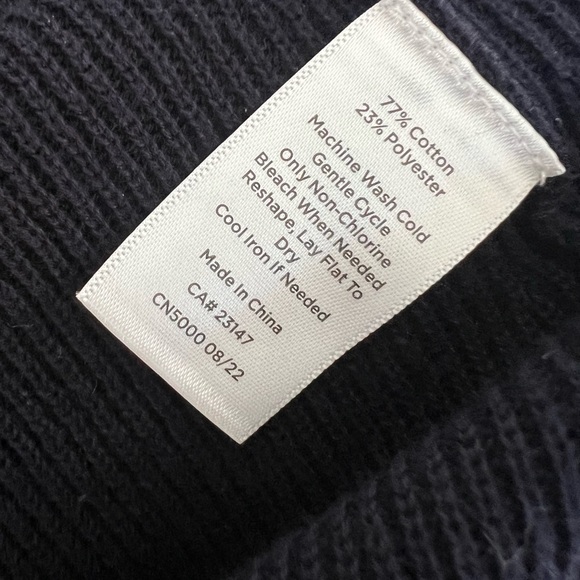 77% Cotton
23% Polyester
Machine Wash Cold
Gentle Cycle
Only Non-Chlorine
Bleach When Needed
Reshape, Lay Flat To
Dry
Cool Iron If Needed
Made In China
CA# 23147
CN5000 08/22